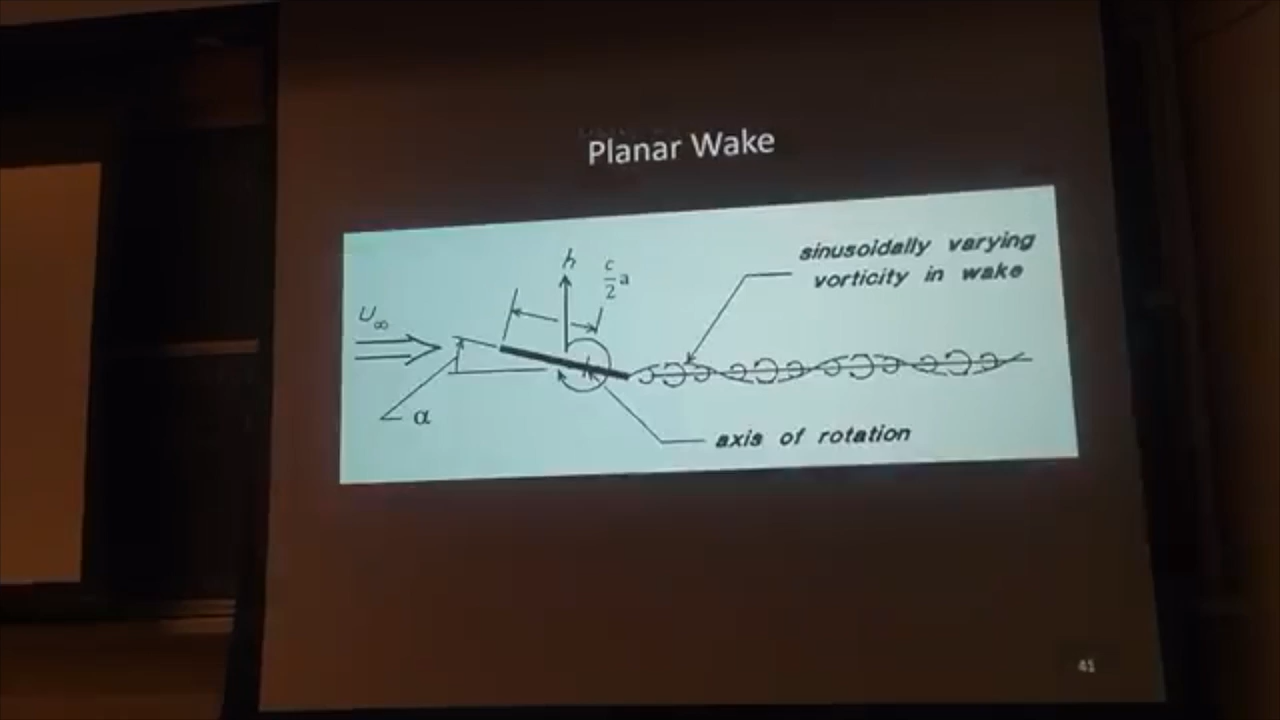 Planar Wake
sinusoidally varying
vorticity in wake
h
c
2
a
U∞
α
axis of rotation
41